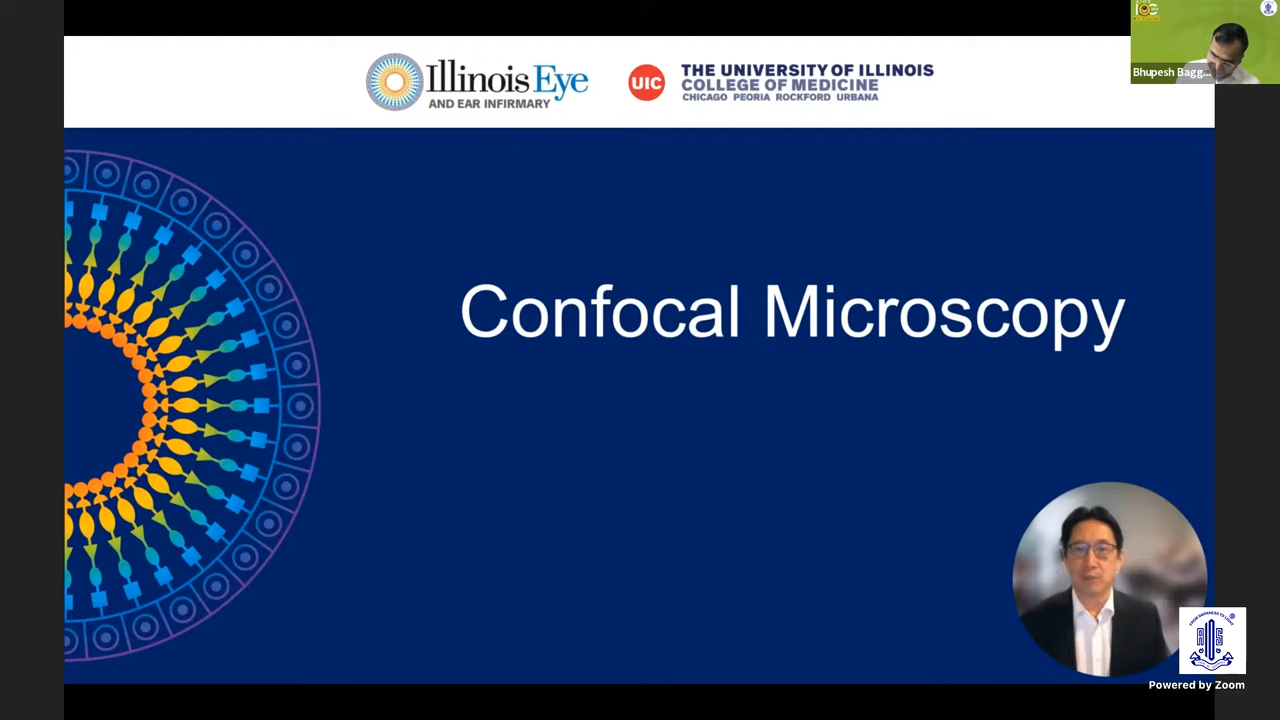 Illinois Eye
AND EAR INFIRMARY
UIC
THE UNIVERSITY OF ILLINOIS
COLLEGE OF MEDICINE
CHICAGO PEORIA ROCKFORD URBANA
Bhupesh Bagg...
Confocal Microscopy
Powered by Zoom